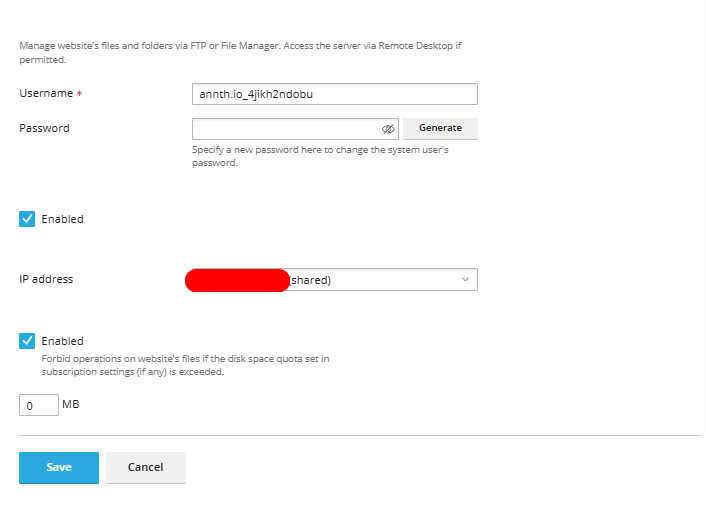 Manage website's files and folders via FTP or File Manager. Access the server via Remote Desktop if
permitted.
Username *
annth.io_4jikh2ndobu
Password
Generate
Specify a new password here to change the system user's
password.
Enabled
IP address
(shared)
Enabled
Forbid operations on website's files if the disk space quota set in
subscription settings (if any) is exceeded.
0 MB
Save Cancel